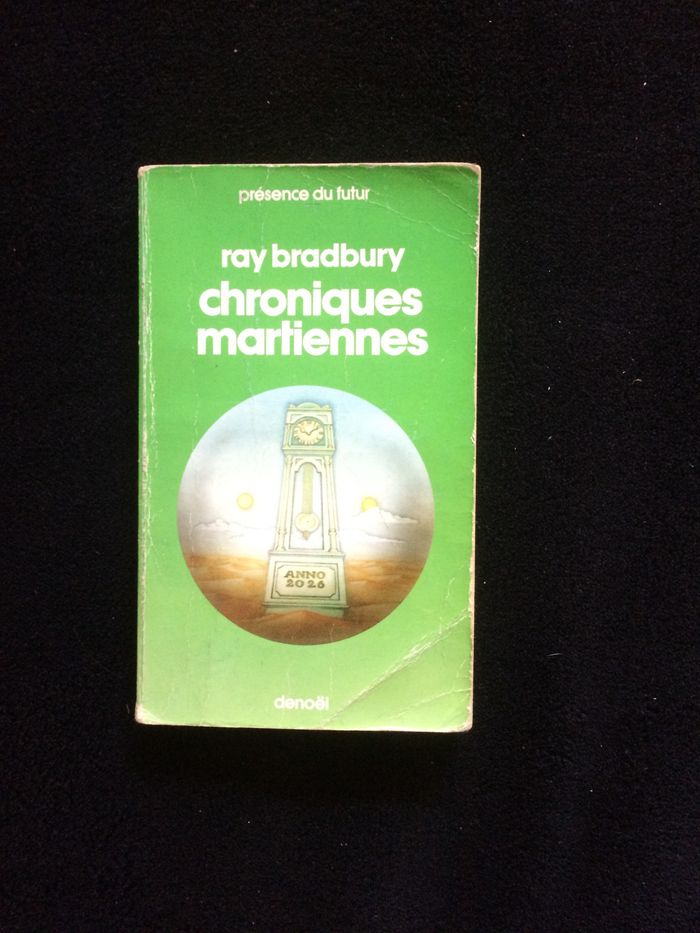 présence du futur
ray bradbury
chroniques
martiennes
ANNO
2026
denoël